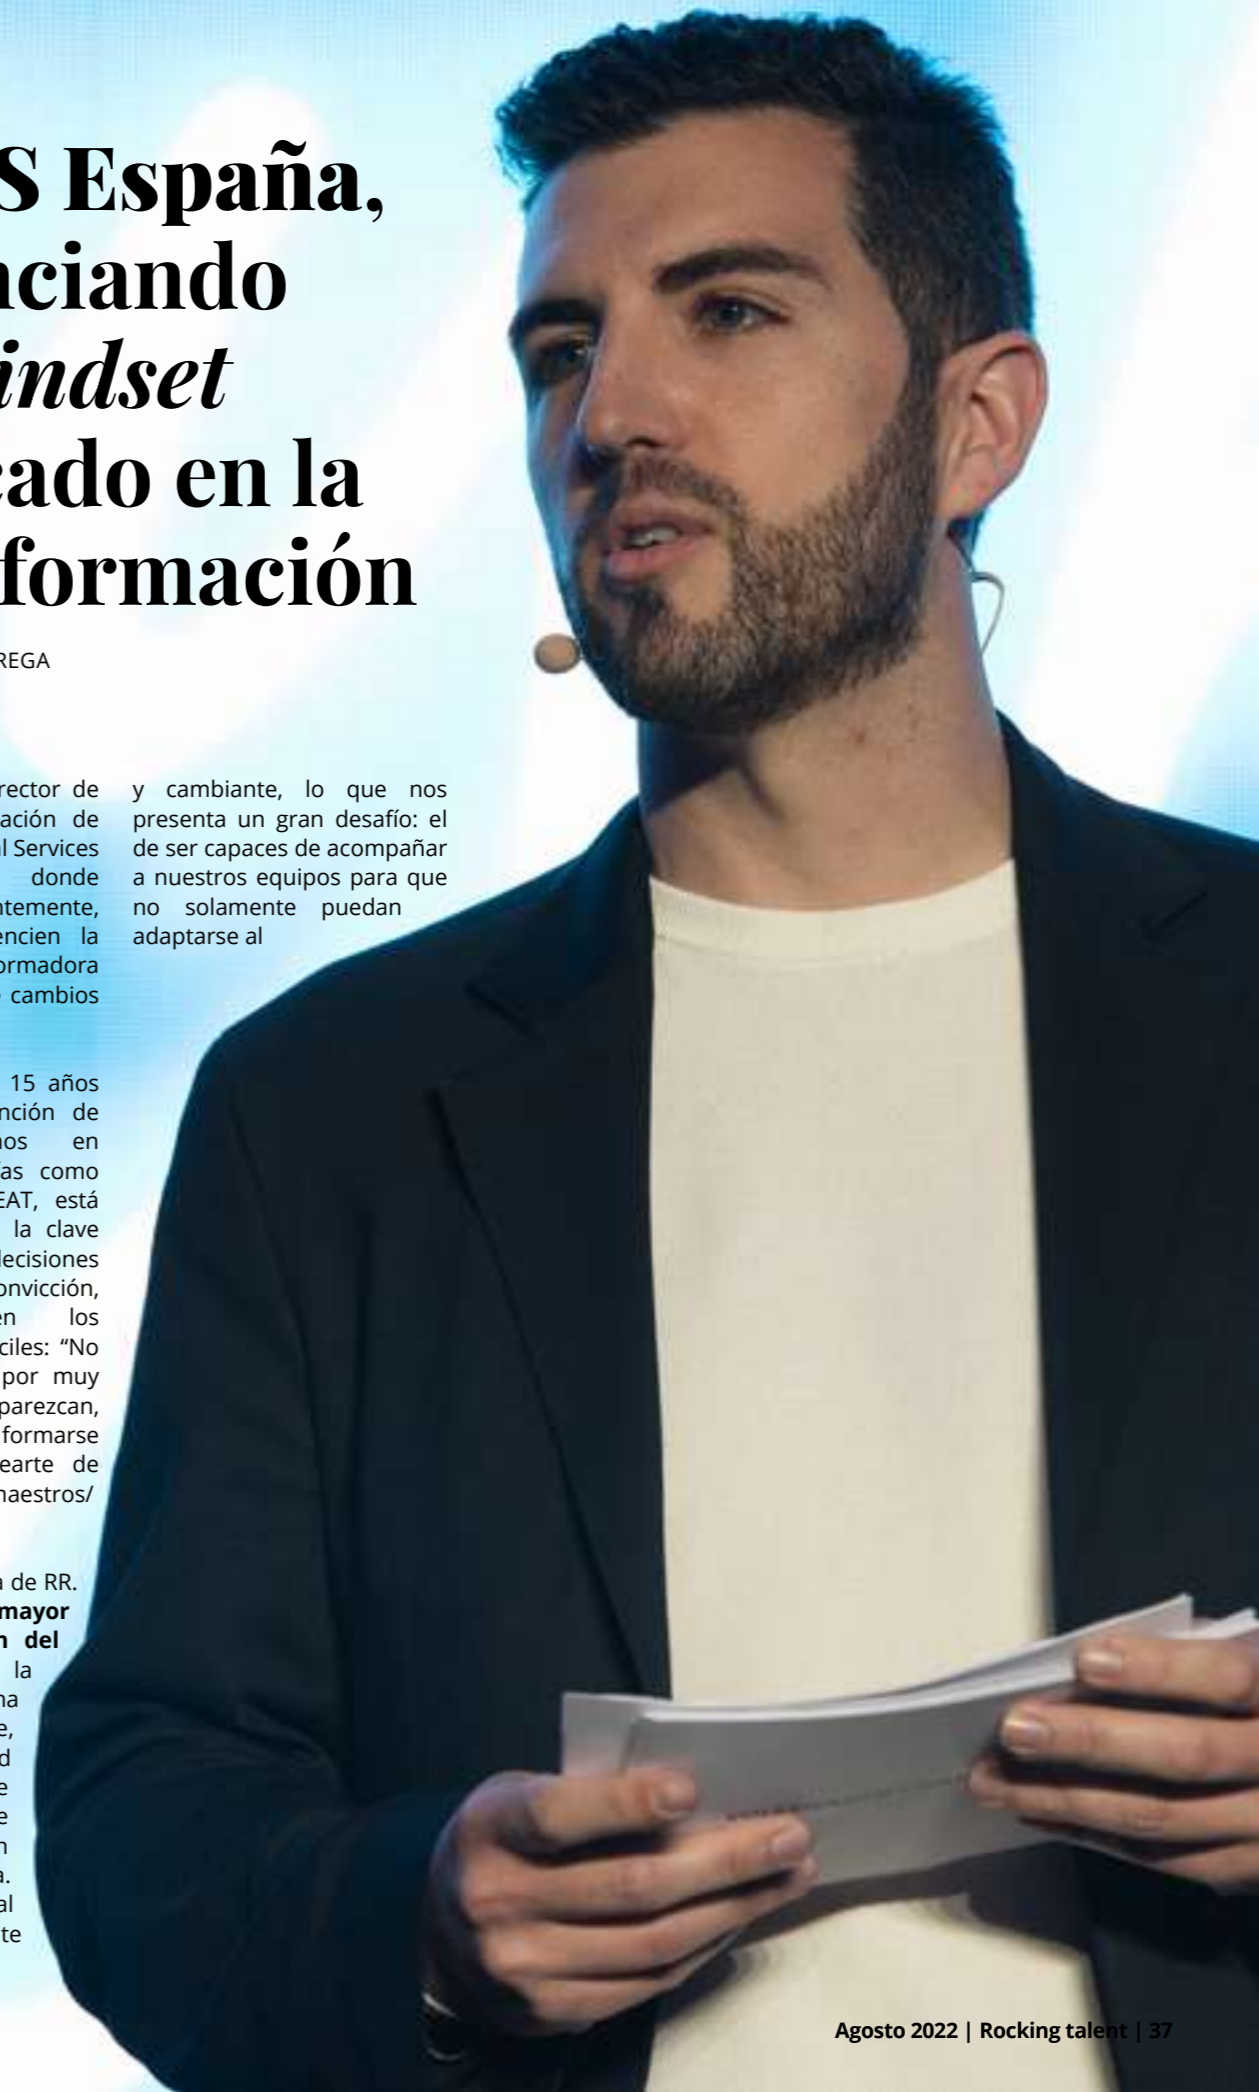 S España,
nciando
indset
cado en la
formación
REGA
rector de
ación de
l Services
donde
ntemente,
encien la
ormadora
e cambios
15 años
nción de
nos en
ías como
EAT, está
la clave
decisiones
onvicción,
en los
ciles: “No
por muy
parezcan,
formarse
earte de
maestros/
a de RR.
mayor
n del
la
na
e,
d
e
e
n
a.
al
te
y cambiante, lo que nos
presenta un gran desafío: el
de ser capaces de acompañar
a nuestros equipos para que
no solamente puedan
adaptarse al
Agosto 2022 | Rocking talent | 37